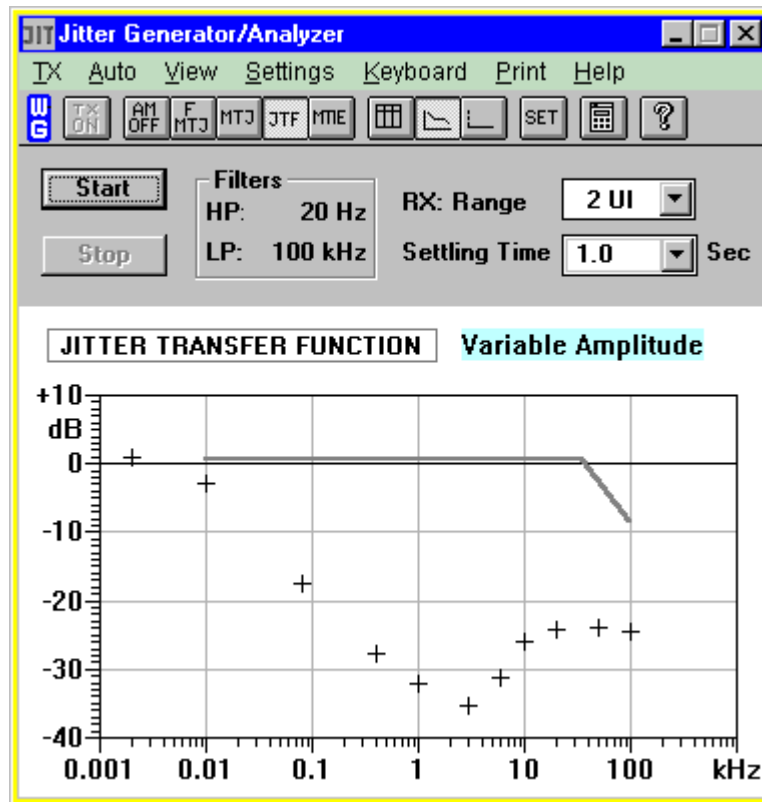 JIT Jitter Generator/Analyzer
TX Auto View Settings Keyboard Print Help
WG TX ON AM OFF F MTJ MTJ JTF MTIE SET ?
Start
Stop
Filters
HP: 20 Hz
LP: 100 kHz
RX: Range 2 UI
Settling Time 1.0 Sec
JITTER TRANSFER FUNCTION Variable Amplitude
+10
dB
0
-10
-20
-30
-40
0.001 0.01 0.1 1 10 100 kHz